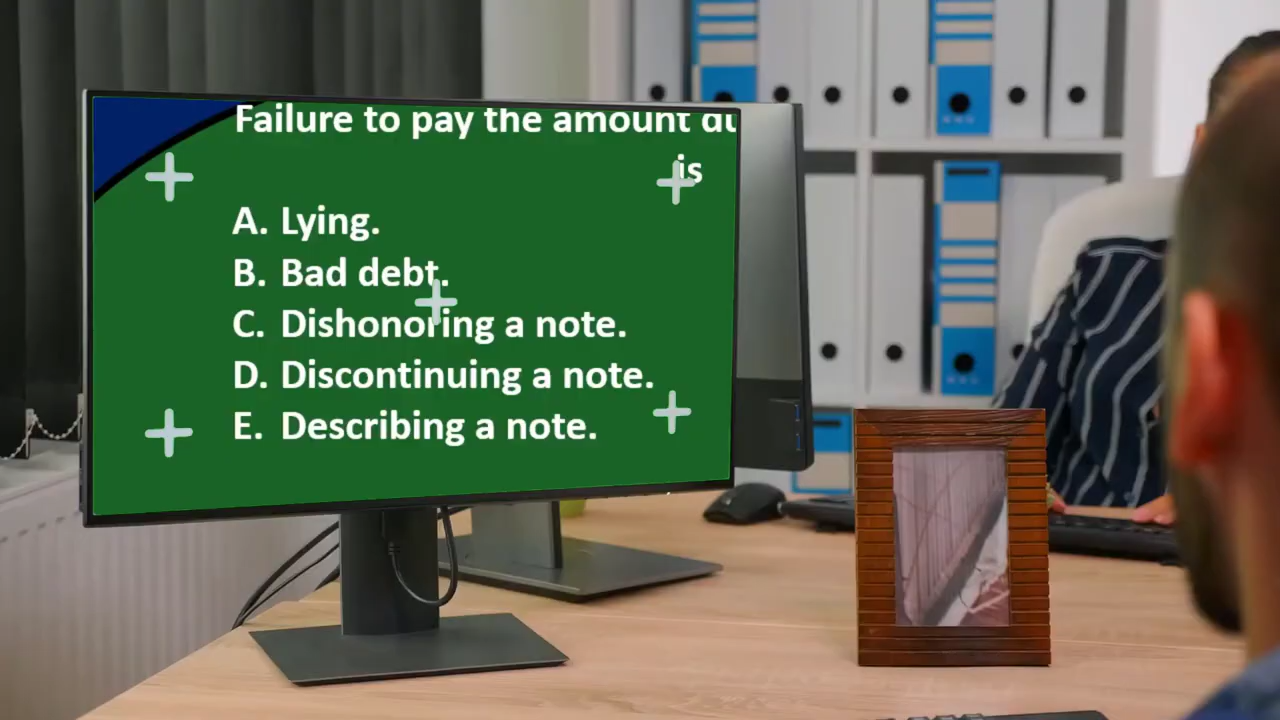 Failure to pay the amount
is
A. Lying.
B. Bad debt.
C. Dishonoring a note.
D. Discontinuing a note.
E. Describing a note.